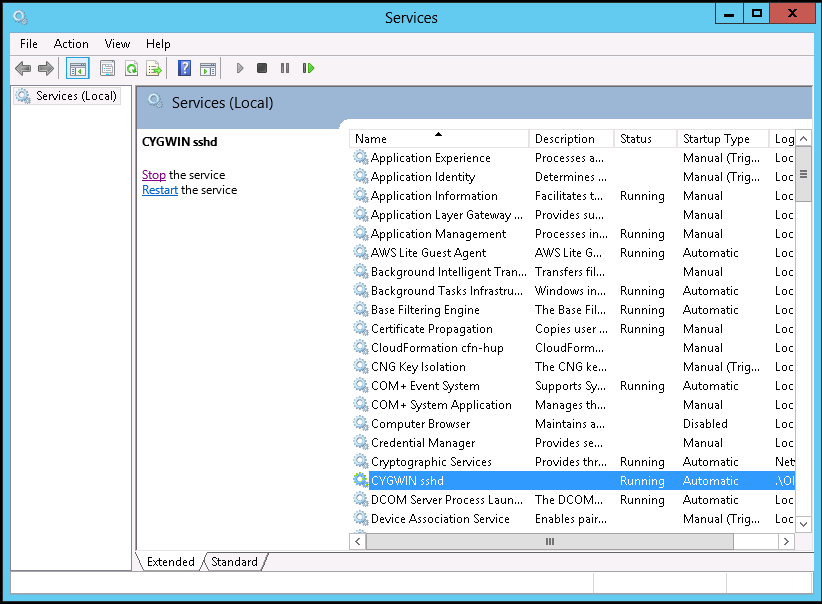 Services
File Action View Help
Services (Local)
Services (Local)
CYGWIN sshd
Stop the service
Restart the service
Name Description Status Startup Type Log
Application Experience Processes a... Manual (Trig... Loc
Application Identity Determines ... Manual (Trig... Loc
Application Information Facilitates t... Running Manual Loc
Application Layer Gateway ... Provides su... Manual Loc
Application Management Processes in... Running Manual Loc
AWS Lite Guest Agent AWS Lite G... Running Automatic Loc
Background Intelligent Tran... Transfers fil... Manual Loc
Background Tasks Infrastru... Windows in... Running Automatic Loc
Base Filtering Engine The Base Fil... Running Automatic Loc
Certificate Propagation Copies user ... Running Manual Loc
CloudFormation cfn-hup CloudForm... Manual Loc
CNG Key Isolation The CNG ke... Manual (Trig... Loc
COM+ Event System Supports Sy... Running Automatic Loc
COM+ System Application Manages th... Manual Loc
Computer Browser Maintains a... Disabled Loc
Credential Manager Provides se... Manual Loc
Cryptographic Services Provides thr... Running Automatic Net
CYGWIN sshd Running Automatic .\Ol
DCOM Server Process Laun... The DCOM... Running Automatic Loc
Device Association Service Enables pair... Manual (Trig... Loc
Extended Standard